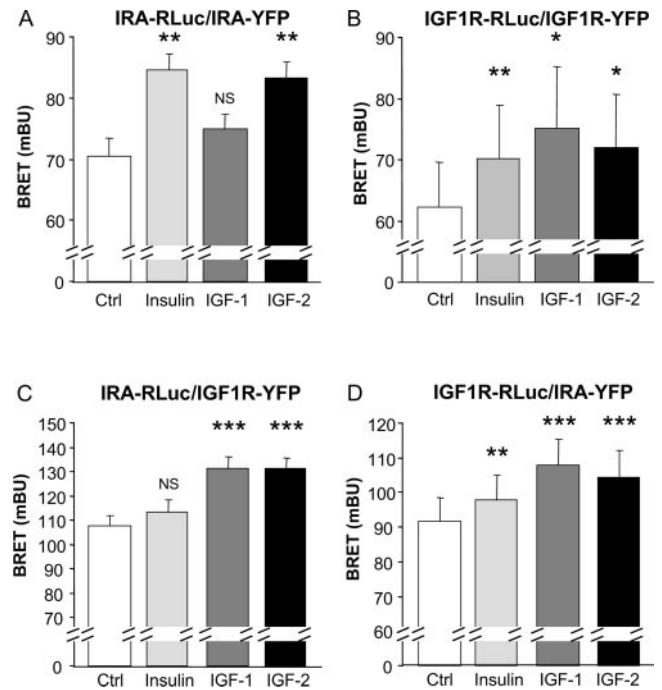 A
IRA-RLuc/IRA-YFP
BRET (mBU)
90
80
70
60
0
**
NS
**
Ctrl Insulin IGF-1 IGF-2
B
IGF1R-RLuc/IGF1R-YFP
BRET (mBU)
90
80
70
60
0
**
*
*
Ctrl Insulin IGF-1 IGF-2
C
IRA-RLuc/IGF1R-YFP
BRET (mBU)
150
140
130
120
110
100
90
80
70
0
NS
***
***
Ctrl Insulin IGF-1 IGF-2
D
IGF1R-RLuc/IRA-YFP
BRET (mBU)
120
110
100
90
80
70
60
0
**
***
***
Ctrl Insulin IGF-1 IGF-2